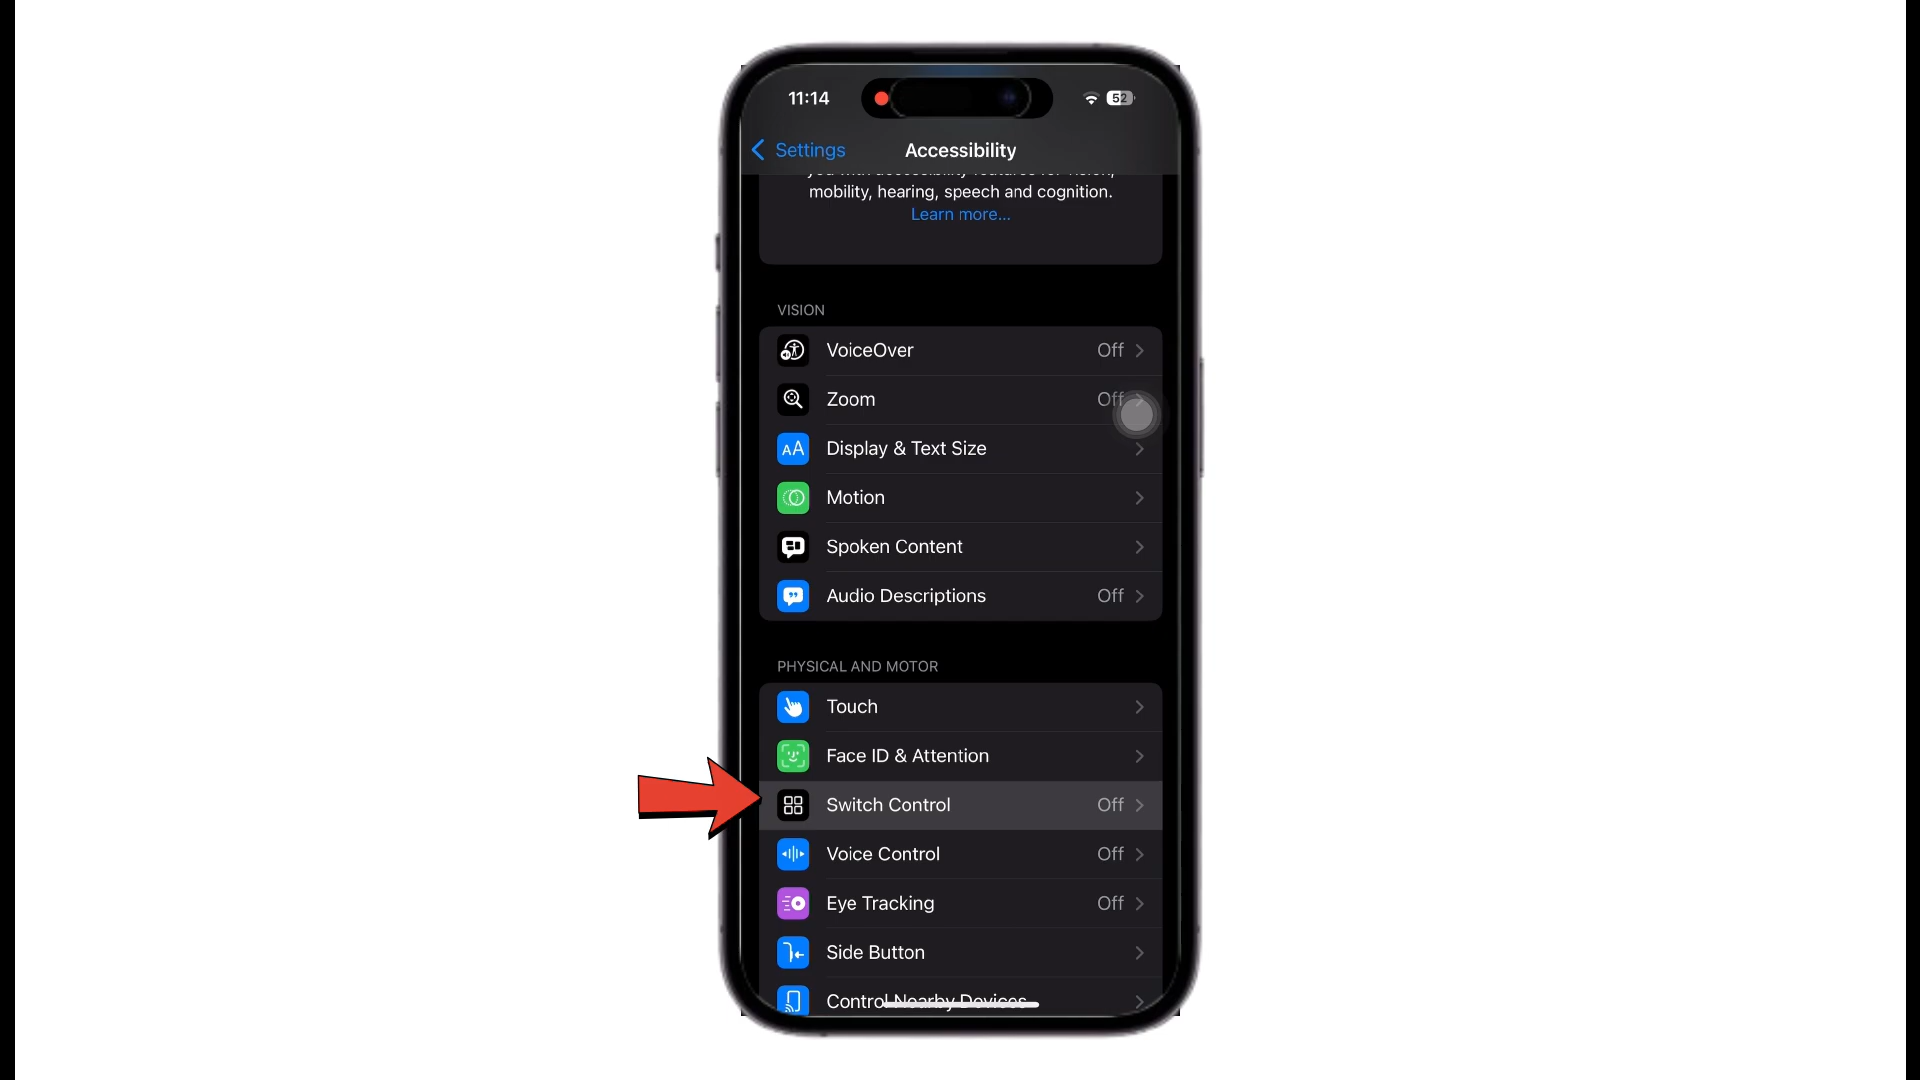 11:14
52
Settings
Accessibility
you with accessibility features for vision,
mobility, hearing, speech and cognition.
Learn more...
VISION
VoiceOver Off
Zoom Off
AA Display & Text Size
Motion
Spoken Content
Audio Descriptions Off
PHYSICAL AND MOTOR
Touch
Face ID & Attention
Switch Control Off
Voice Control Off
Eye Tracking Off
Side Button
Control Nearby Devices